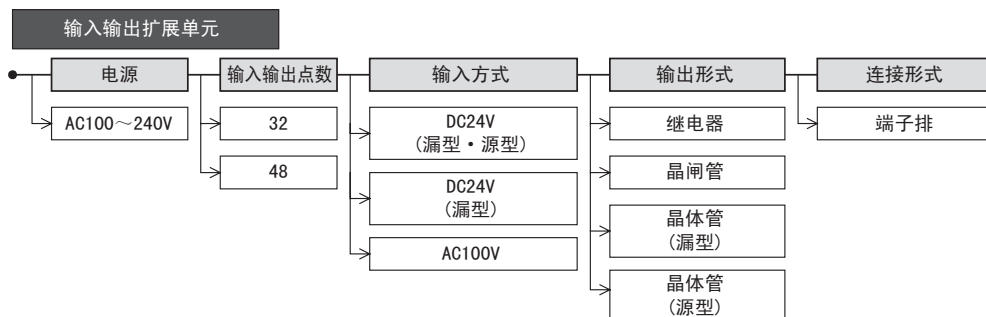 输入输出扩展单元
电源
输入输出点数
输入方式
输出形式
连接形式
AC100～240V
32
DC24V
(漏型・源型)
继电器
端子排
48
DC24V
(漏型)
晶闸管
AC100V
晶体管
(漏型)
晶体管
(源型)